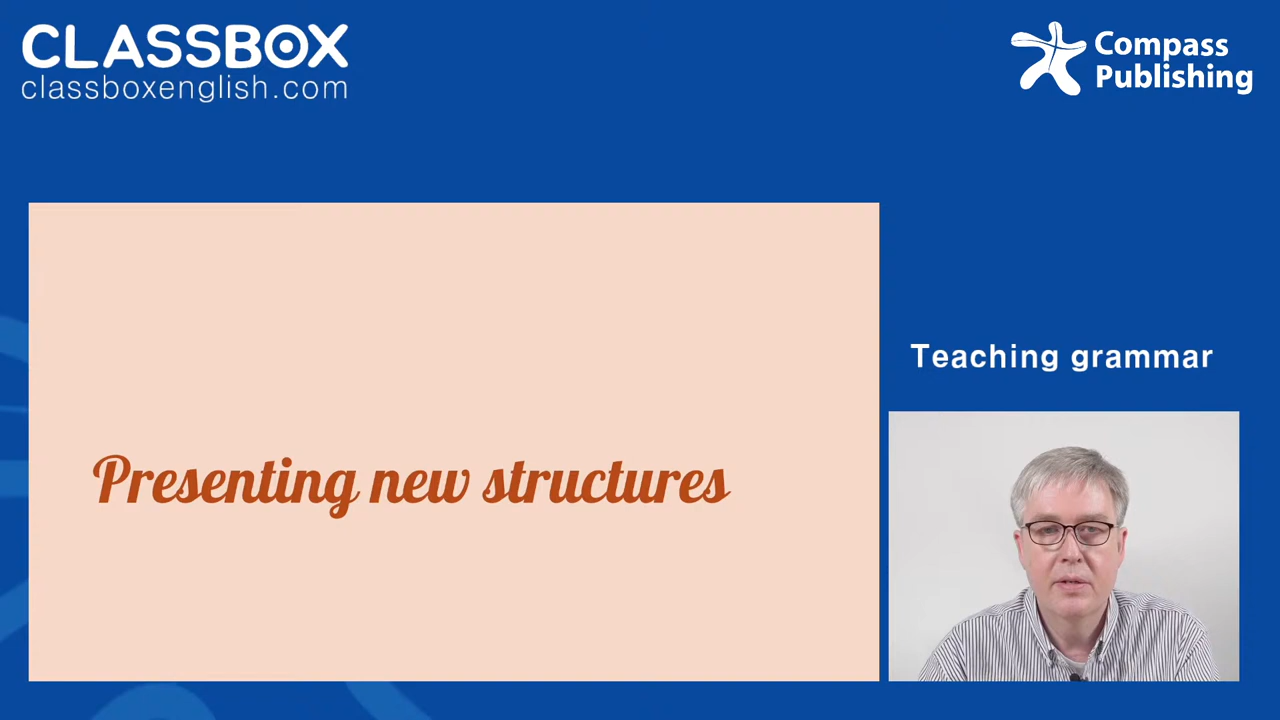 CLASSBOX
classboxenglish.com
Compass
Publishing
Teaching grammar
Presenting new structures